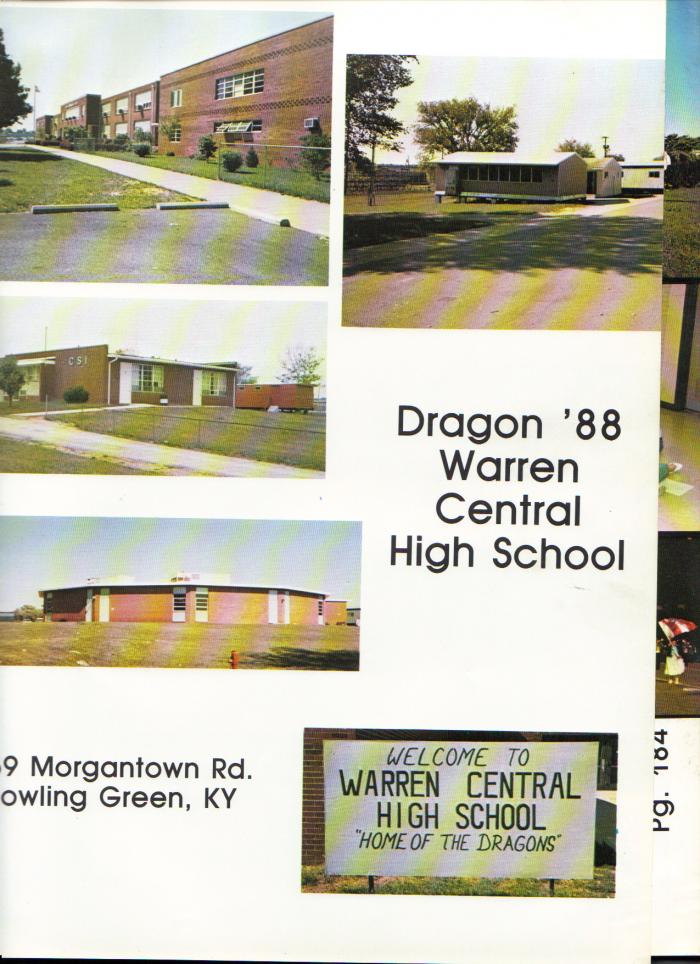 CSI
Dragon '88
Warren
Central
High School
9 Morgantown Rd.
owling Green, KY
WELCOME TO
WARREN CENTRAL
HIGH SCHOOL
"HOME OF THE DRAGONS"
Pg. 184